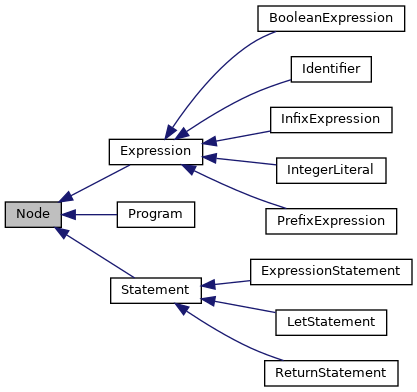 BooleanExpression
Identifier
InfixExpression
Expression
IntegerLiteral
Node
Program
PrefixExpression
ExpressionStatement
Statement
LetStatement
ReturnStatement